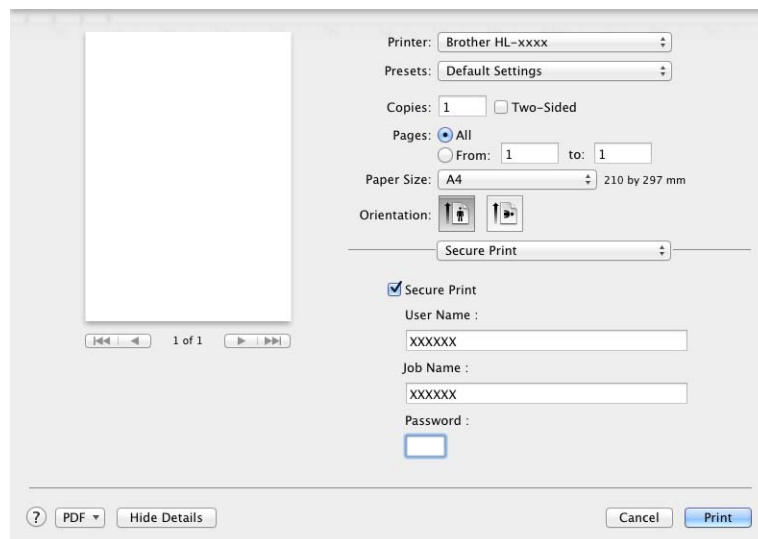 Printer: Brother HL-xxxx
Presets: Default Settings
Copies: 1 Two-Sided
Pages: All
From: 1 to: 1
Paper Size: A4 210 by 297 mm
Orientation:
Secure Print
Secure Print
User Name :
XXXXXX
Job Name :
XXXXXX
Password :
1 of 1
? PDF Hide Details Cancel Print